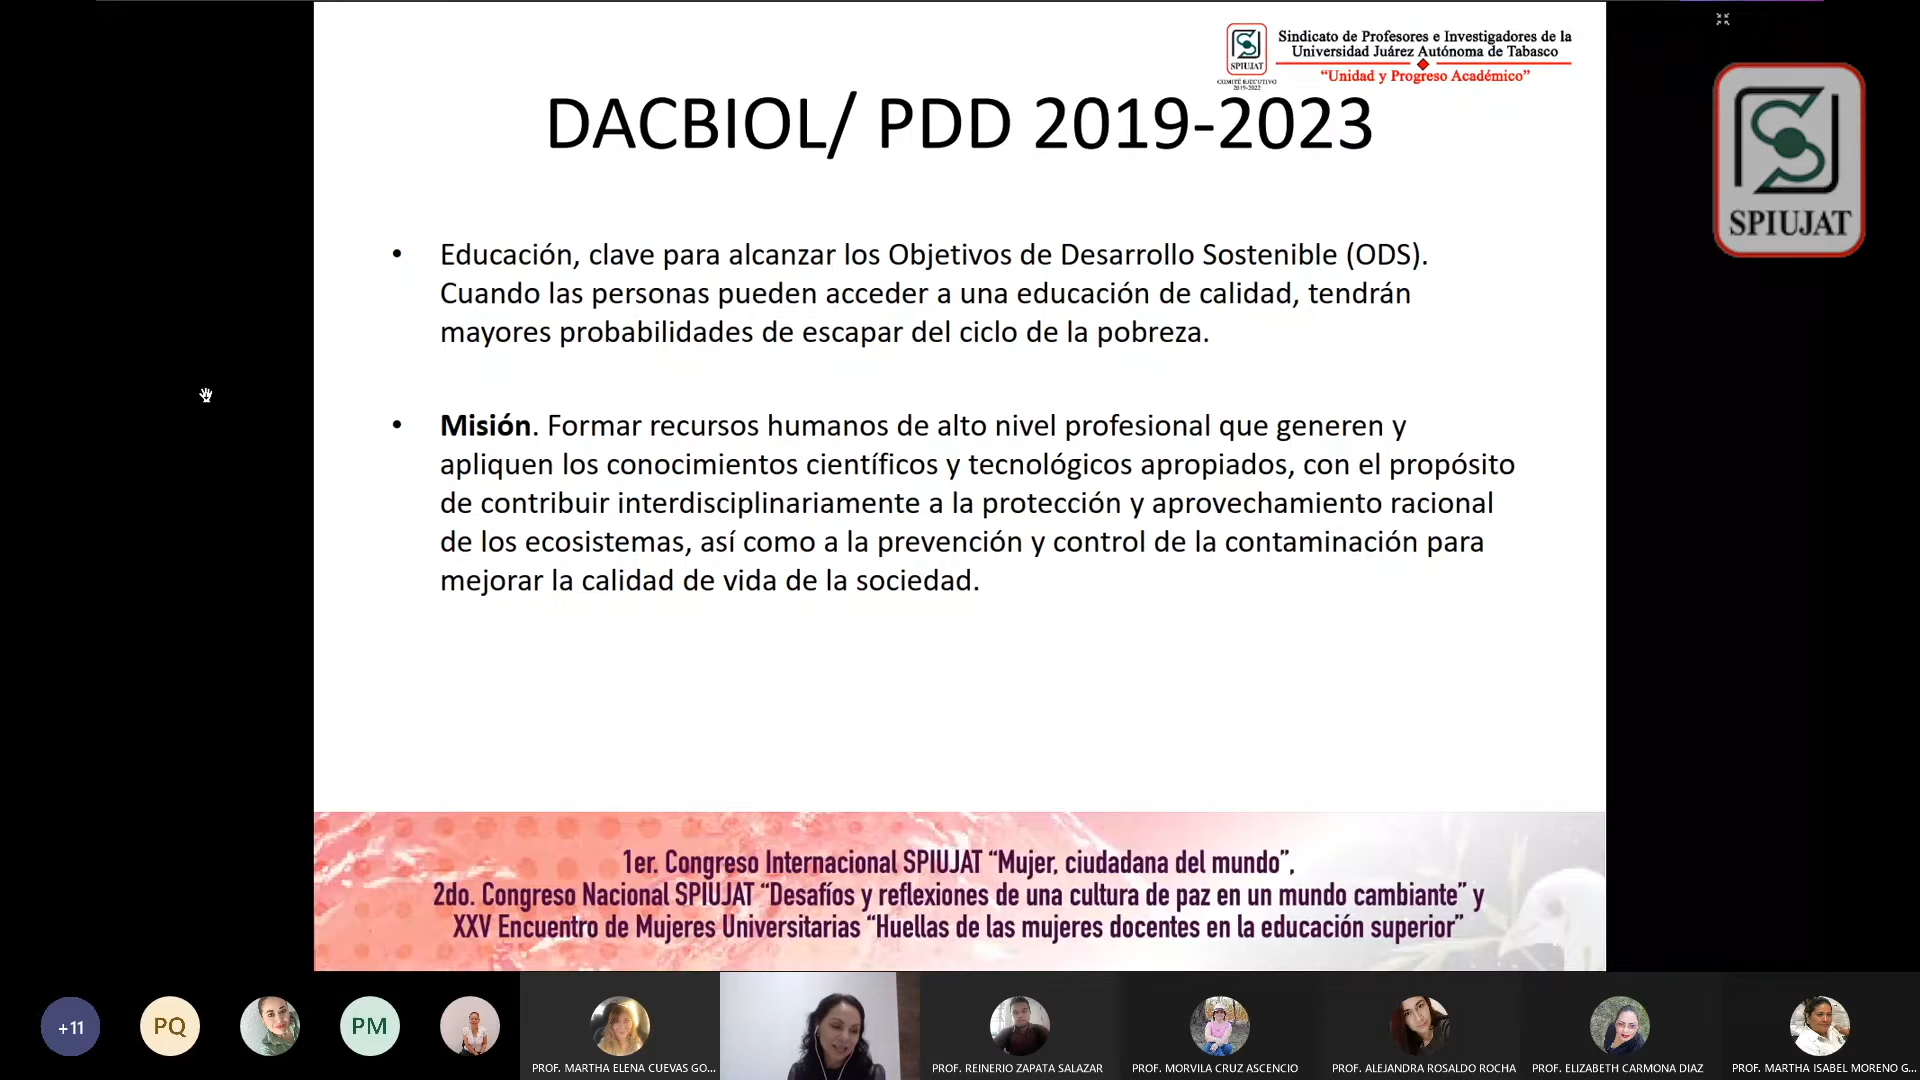 Sindicato de Profesores e Investigadores de la
Universidad Juárez Autónoma de Tabasco
“Unidad y Progreso Académico”
SPIUJAT
COMITÉ EJECUTIVO
2019-2022
DACBIOL/ PDD 2019-2023
SPIUJAT
• Educación, clave para alcanzar los Objetivos de Desarrollo Sostenible (ODS).
Cuando las personas pueden acceder a una educación de calidad, tendrán
mayores probabilidades de escapar del ciclo de la pobreza.
• Misión. Formar recursos humanos de alto nivel profesional que generen y
apliquen los conocimientos científicos y tecnológicos apropiados, con el propósito
de contribuir interdisciplinariamente a la protección y aprovechamiento racional
de los ecosistemas, así como a la prevención y control de la contaminación para
mejorar la calidad de vida de la sociedad.
1er. Congreso Internacional SPIUJAT “Mujer, ciudadana del mundo”,
2do. Congreso Nacional SPIUJAT “Desafíos y reflexiones de una cultura de paz en un mundo cambiante” y
XXV Encuentro de Mujeres Universitarias “Huellas de las mujeres docentes en la educación superior”
+11
PQ
PM
PROF. MARTHA ELENA CUEVAS GO...
PROF. REINERIO ZAPATA SALAZAR
PROF. MORVILA CRUZ ASCENCIO
PROF. ALEJANDRA ROSALDO ROCHA
PROF. ELIZABETH CARMONA DIAZ
PROF. MARTHA ISABEL MORENO G...